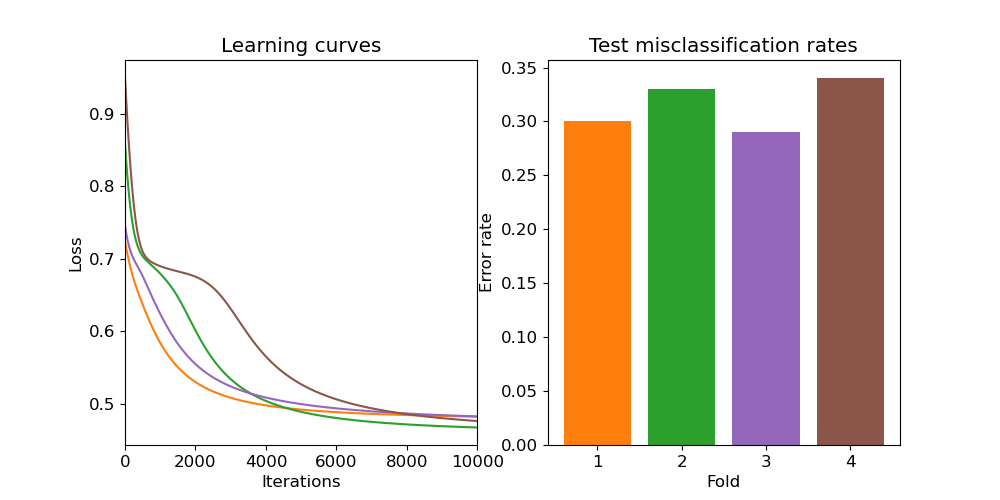 Learning curves
0.9
0.8
0.7
0.6
0.5
Loss
0 2000 4000 6000 8000 10000
Iterations
Test misclassification rates
0.35
0.30
0.25
0.20
0.15
0.10
0.05
0.00
Error rate
1 2 3 4
Fold